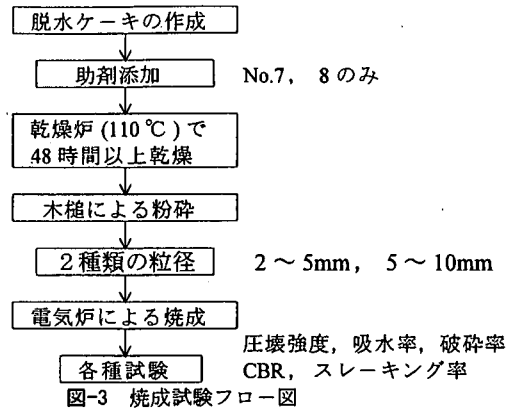 脱水ケーキの作成
助剤添加 No.7, 8のみ
乾燥炉(110℃)で
48時間以上乾燥
木槌による粉砕
2種類の粒径 2～5mm, 5～10mm
電気炉による焼成
圧壊強度, 吸水率, 破砕率
各種試験 CBR, スレーキング率
図-3 焼成試験フロー図